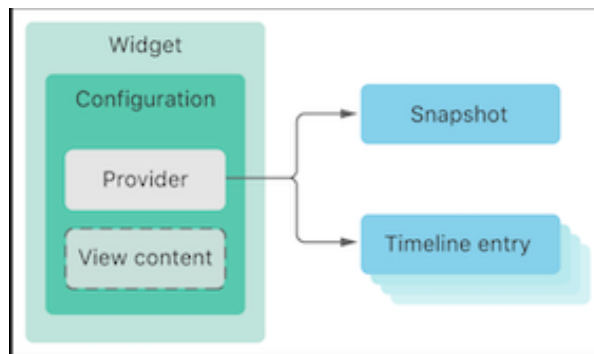 Widget
Configuration
Provider
View content
Snapshot
Timeline entry